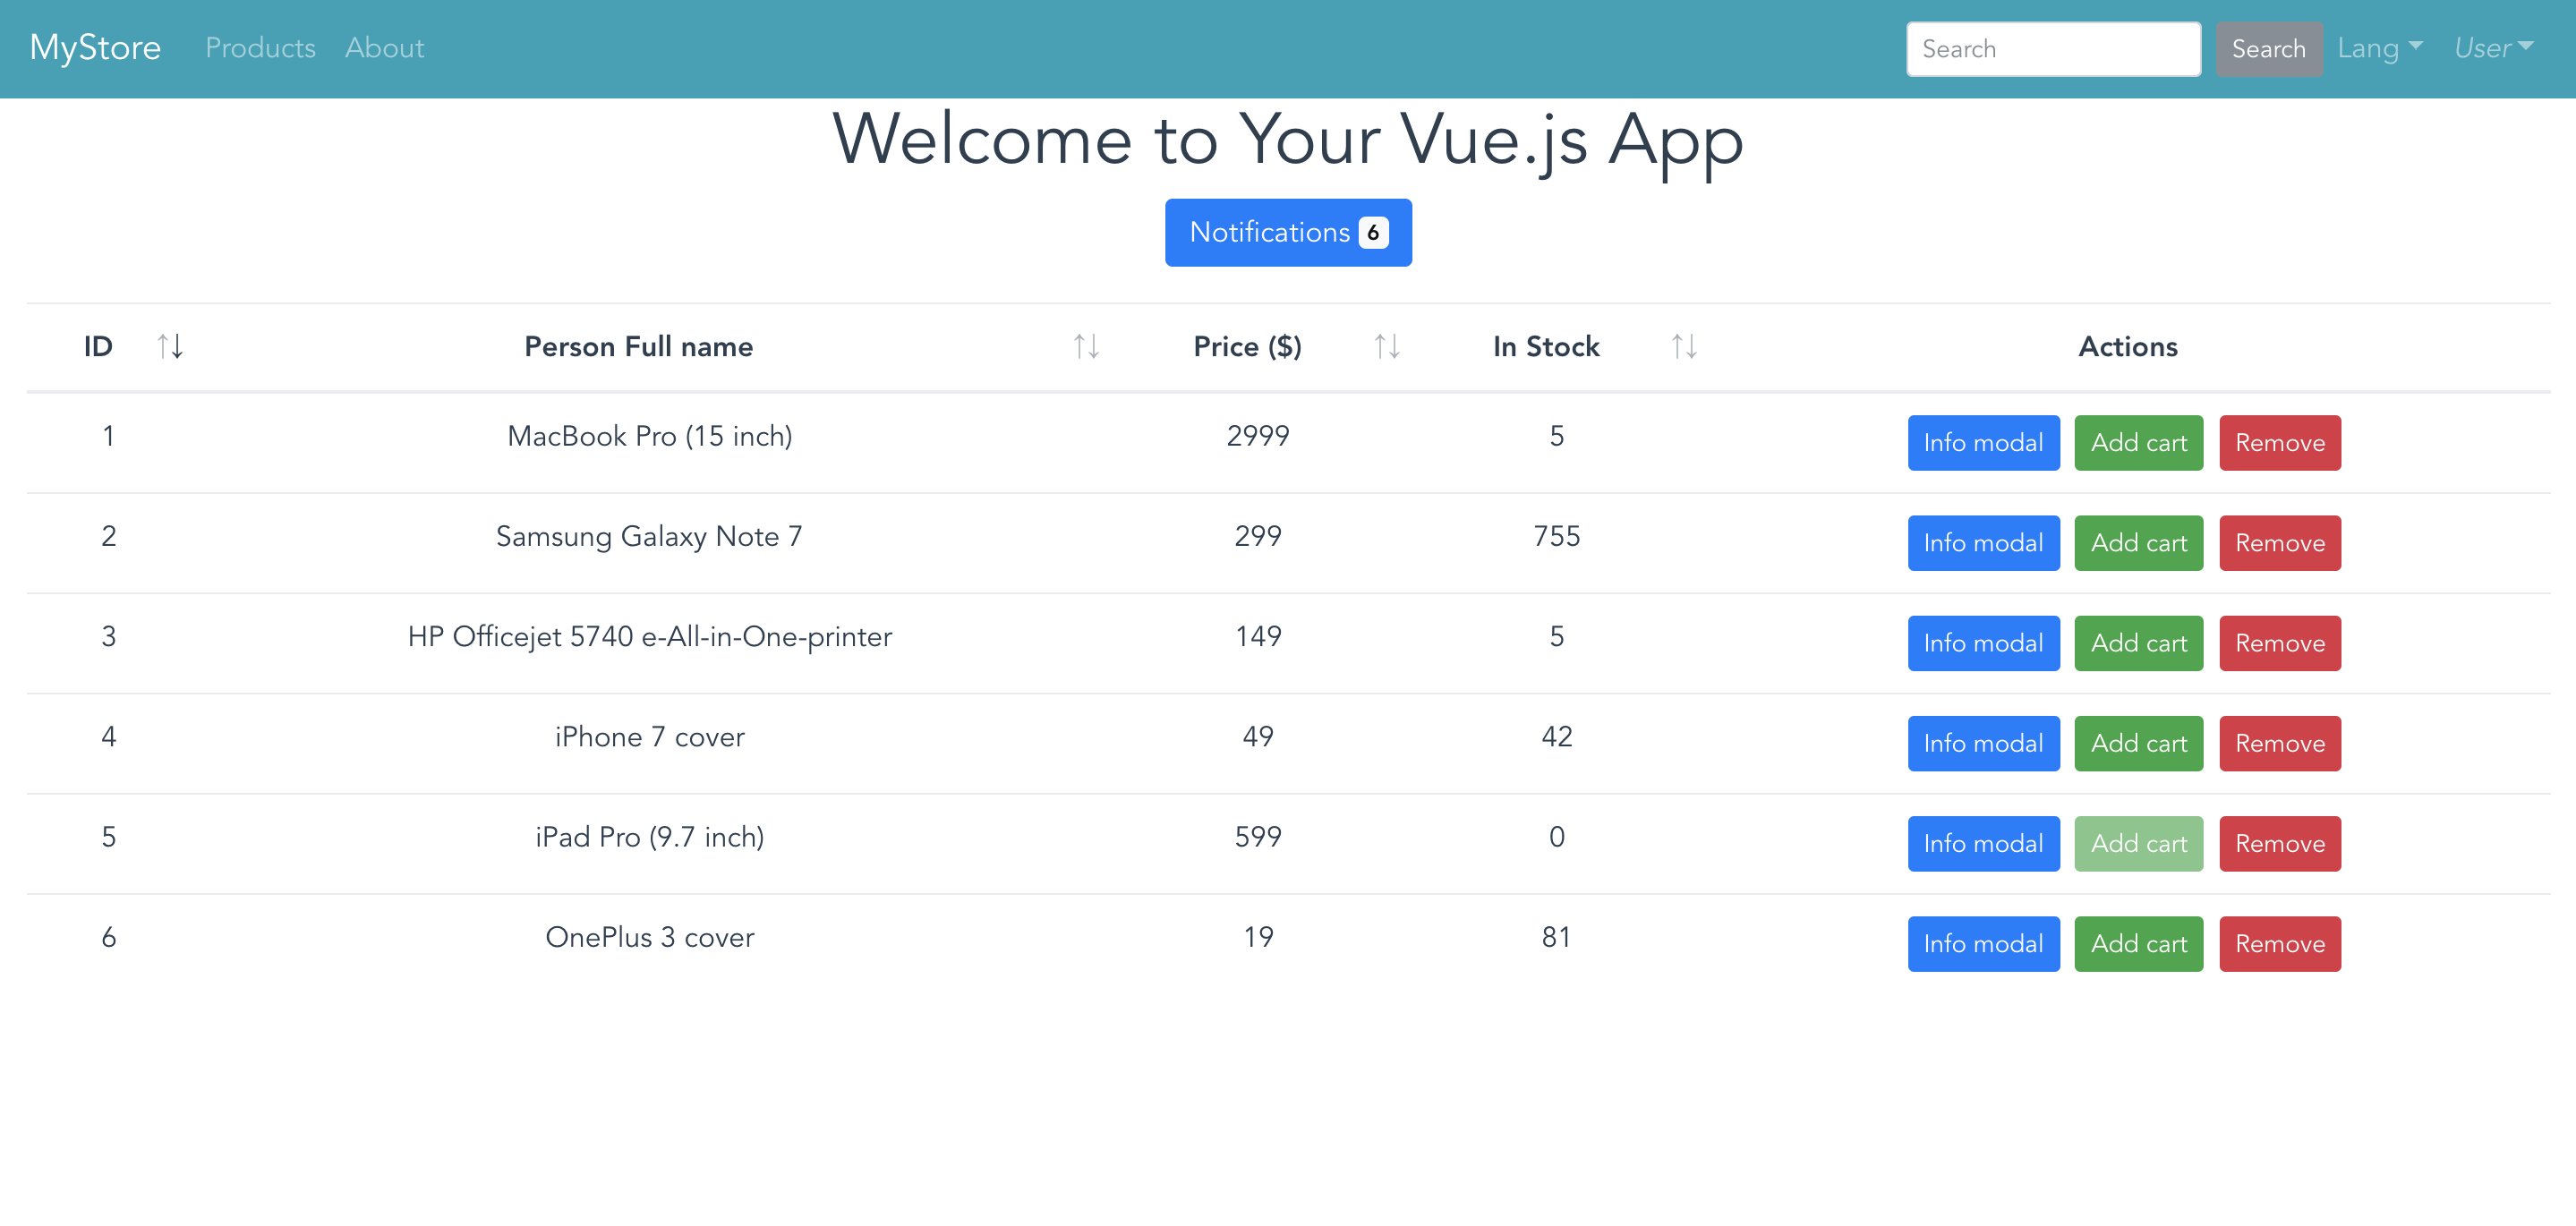 MyStore Products About Search Search Lang User
Welcome to Your Vue.js App
Notifications 6
ID Person Full name Price ($) In Stock Actions
1 MacBook Pro (15 inch) 2999 5 Info modal Add cart Remove
2 Samsung Galaxy Note 7 299 755 Info modal Add cart Remove
3 HP Officejet 5740 e-All-in-One-printer 149 5 Info modal Add cart Remove
4 iPhone 7 cover 49 42 Info modal Add cart Remove
5 iPad Pro (9.7 inch) 599 0 Info modal Add cart Remove
6 OnePlus 3 cover 19 81 Info modal Add cart Remove